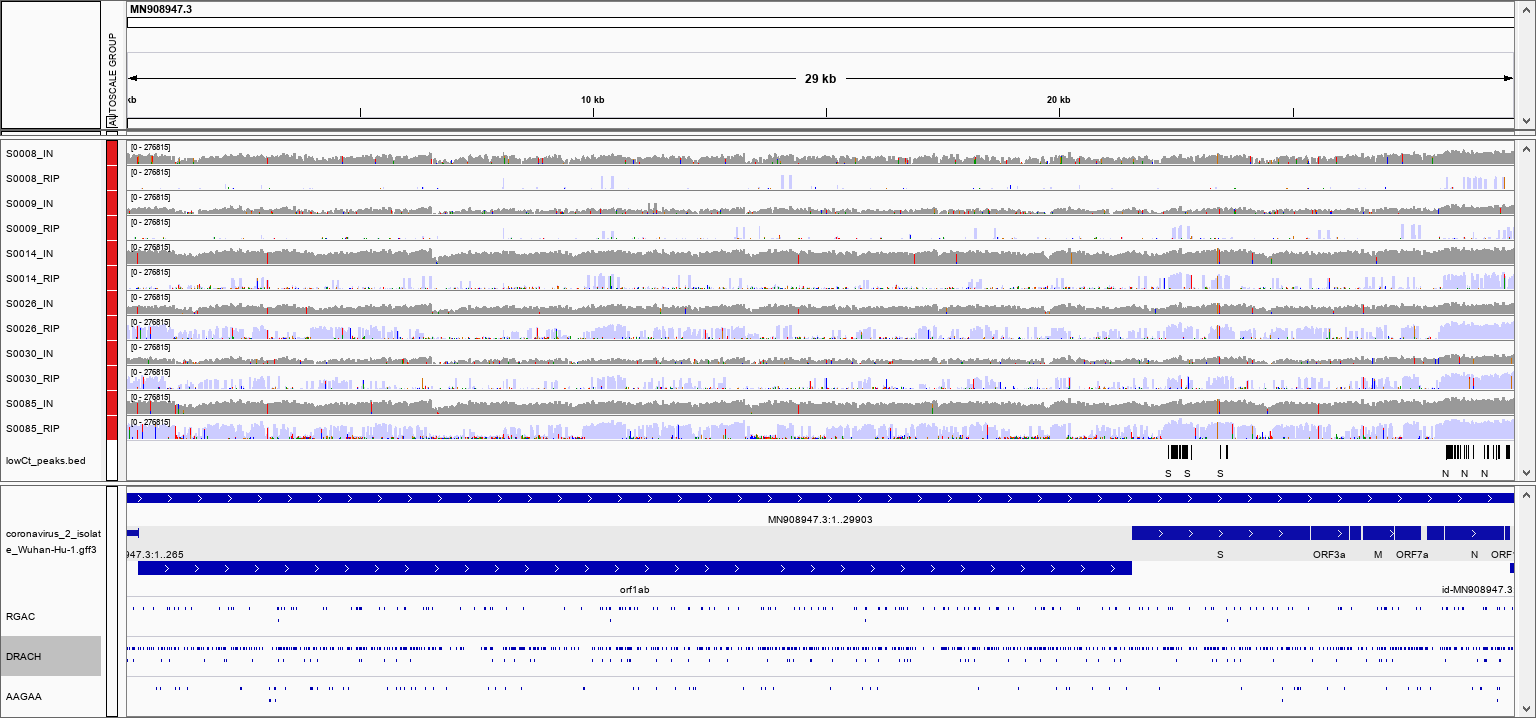 MN908947.3
AUTOSCALE GROUP
29 kb
kb
10 kb
20 kb
S0008_IN
[0 - 276815]
S0008_RIP
[0 - 276815]
S0009_IN
[0 - 276815]
S0009_RIP
[0 - 276815]
S0014_IN
[0 - 276815]
S0014_RIP
[0 - 276815]
S0026_IN
[0 - 276815]
S0026_RIP
[0 - 276815]
S0030_IN
[0 - 276815]
S0030_RIP
[0 - 276815]
S0085_IN
[0 - 276815]
S0085_RIP
[0 - 276815]
lowCt_peaks.bed
S S S N N N
MN908947.3:1..29903
coronavirus_2_isolat
e_Wuhan-Hu-1.gff3
947.3:1..265
S ORF3a M ORF7a N ORF
orf1ab
id-MN908947.3
RGAC
DRACH
AAGAA